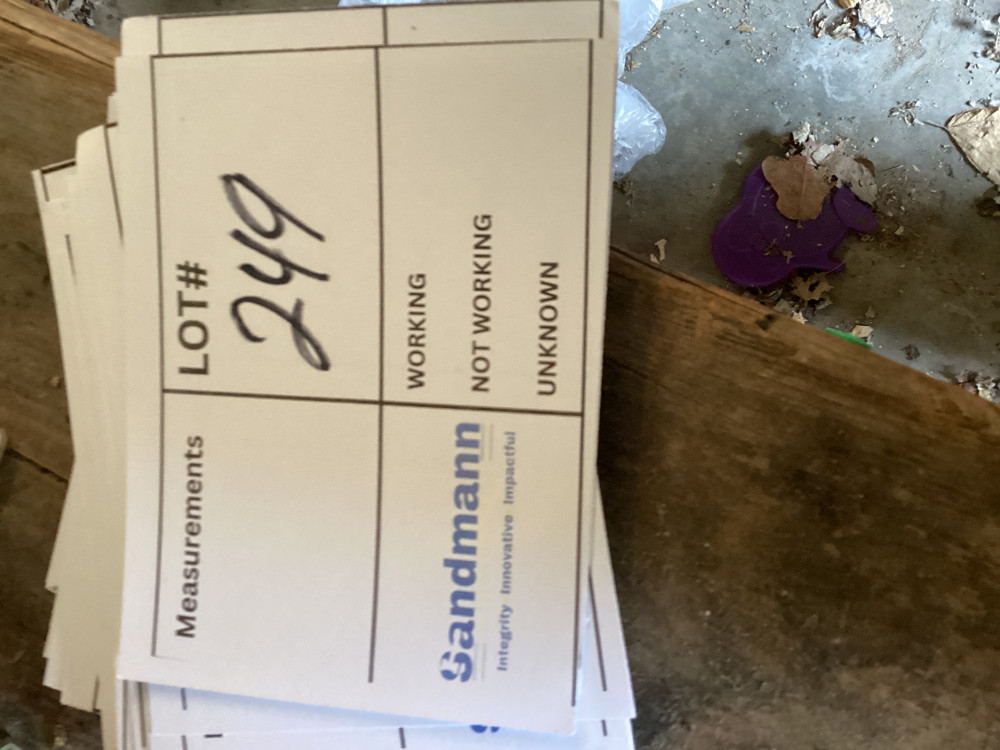 Measurements
LOT#
249
Sandmann
Integrity Innovative Impactful
WORKING
NOT WORKING
UNKNOWN